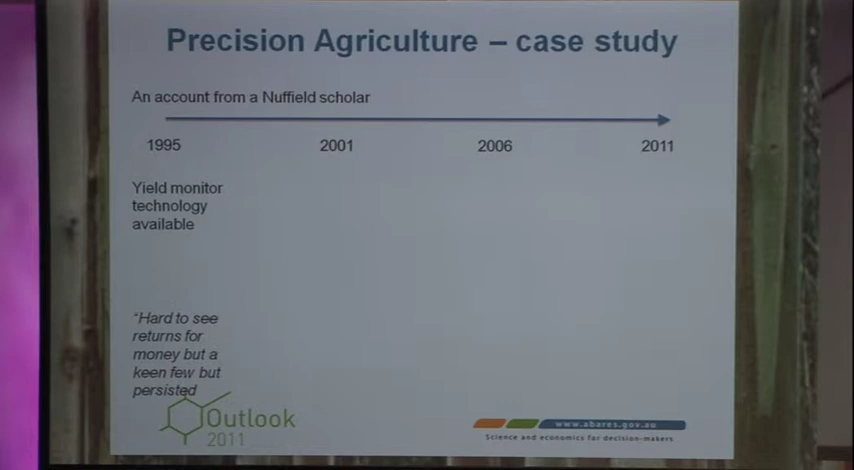 Precision Agriculture – case study
An account from a Nuffield scholar
1995 2001 2006 2011
Yield monitor
technology
available
“Hard to see
returns for
money but a
keen few but
persisted
Outlook
2011
www.abares.gov.au
Science and economics for decision-makers